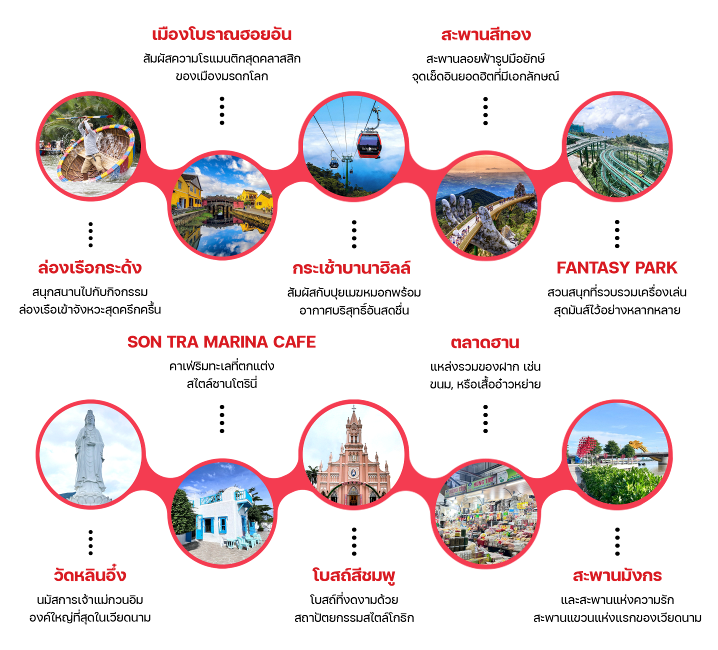 เมืองโบราณฮอยอัน
สัมผัสความโรแมนติกสุดคลาสสิก
ของเมืองมรดกโลก
สะพานสีทอง
สะพานลอยฟ้ารูปมือยักษ์
จุดเช็คอินยอดฮิตที่มีเอกลักษณ์
ล่องเรือกระด้ง
สนุกสนานไปกับกิจกรรม
ล่องเรือเข้าจังหวะสุดครึกครื้น
กระเช้าบานาฮิลล์
สัมผัสกับปุยเมฆหมอกพร้อม
อากาศบริสุทธิ์อันสดชื่น
FANTASY PARK
สวนสนุกที่รวบรวมเครื่องเล่น
สุดมันส์ไว้อย่างหลากหลาย
SON TRA MARINA CAFE
คาเฟ่ริมทะเลที่ตกแต่ง
สไตล์ซานโตรินี่
ตลาดฮาน
แหล่งรวมของฝาก เช่น
ขนม, หรือเสื้ออ๋าวหย่าย
วัดหลินอึ๋ง
นมัสการเจ้าแม่กวนอิม
องค์ใหญ่ที่สุดในเวียดนาม
โบสถ์สีชมพู
โบสถ์ที่งดงามด้วย
สถาปัตยกรรมสไตล์โกธิก
สะพานมังกร
และสะพานแห่งความรัก
สะพานแขวนแห่งแรกของเวียดนาม